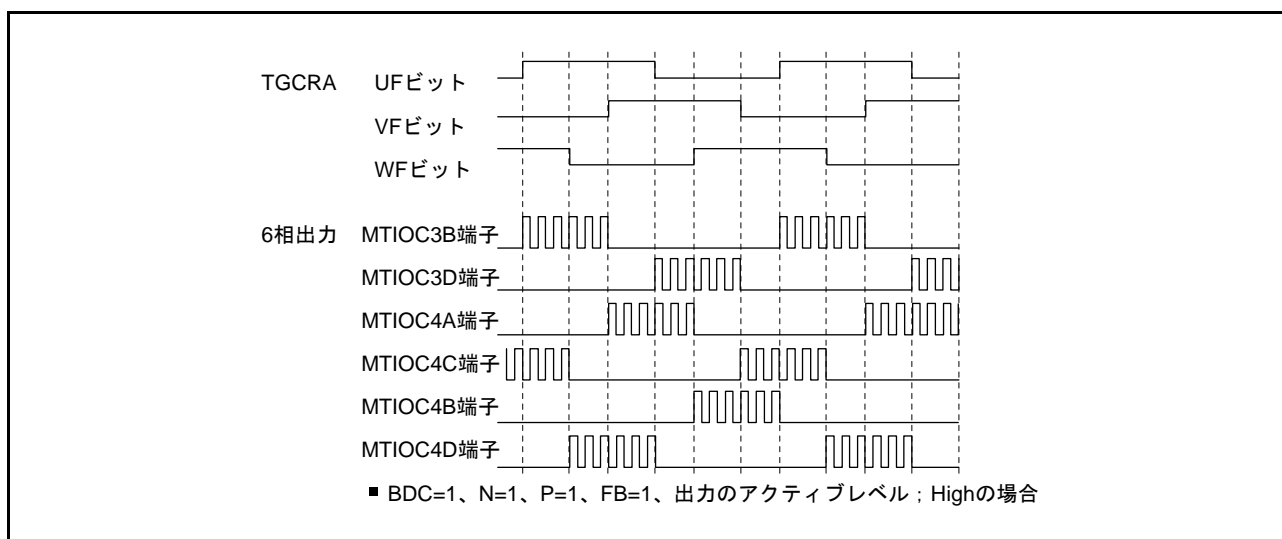 TGCRA UFビット
VFビット
WFビット
6相出力 MTIOC3B端子
MTIOC3D端子
MTIOC4A端子
MTIOC4C端子
MTIOC4B端子
MTIOC4D端子
■ BDC=1、N=1、P=1、FB=1、出力のアクティブレベル；Highの場合